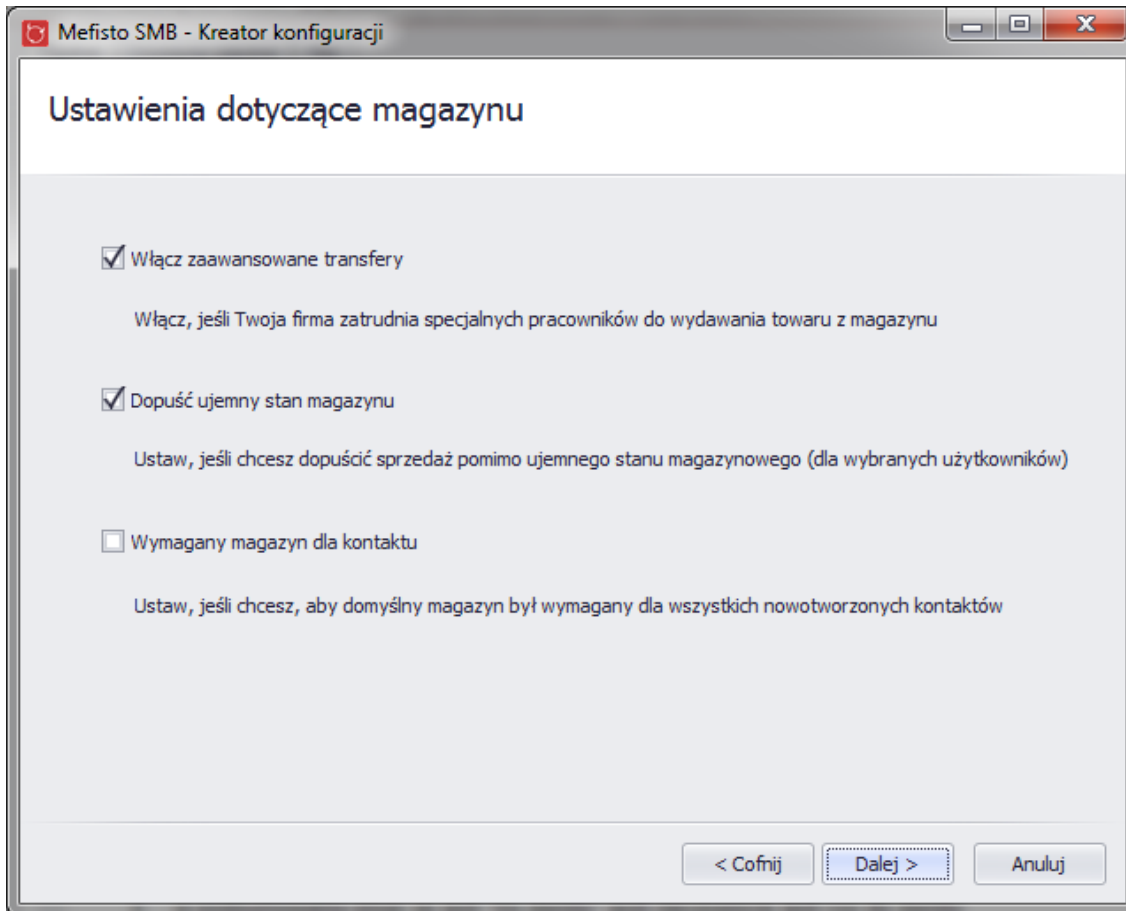 Mefisto SMB - Kreator konfiguracji
Ustawienia dotyczące magazynu
Włącz zaawansowane transfery
Włącz, jeśli Twoja firma zatrudnia specjalnych pracowników do wydawania towaru z magazynu
Dopuść ujemny stan magazynu
Ustaw, jeśli chcesz dopuścić sprzedaż pomimo ujemnego stanu magazynowego (dla wybranych użytkowników)
Wymagany magazyn dla kontaktu
Ustaw, jeśli chcesz, aby domyślny magazyn był wymagany dla wszystkich nowotworzonych kontaktów
< Cofnij Dalej > Anuluj